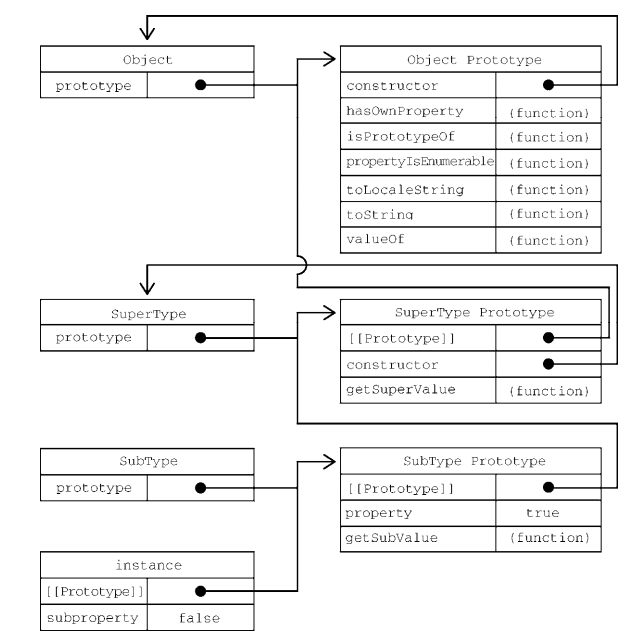 Object
prototype
Object Prototype
constructor
hasOwnProperty (function)
isPrototypeOf (function)
propertyIsEnumerable (function)
toLocaleString (function)
toString (function)
valueOf (function)
SuperType
prototype
SuperType Prototype
[[Prototype]]
constructor
getSuperValue (function)
SubType
prototype
SubType Prototype
[[Prototype]]
property true
getSubValue (function)
instance
[[Prototype]]
subproperty false